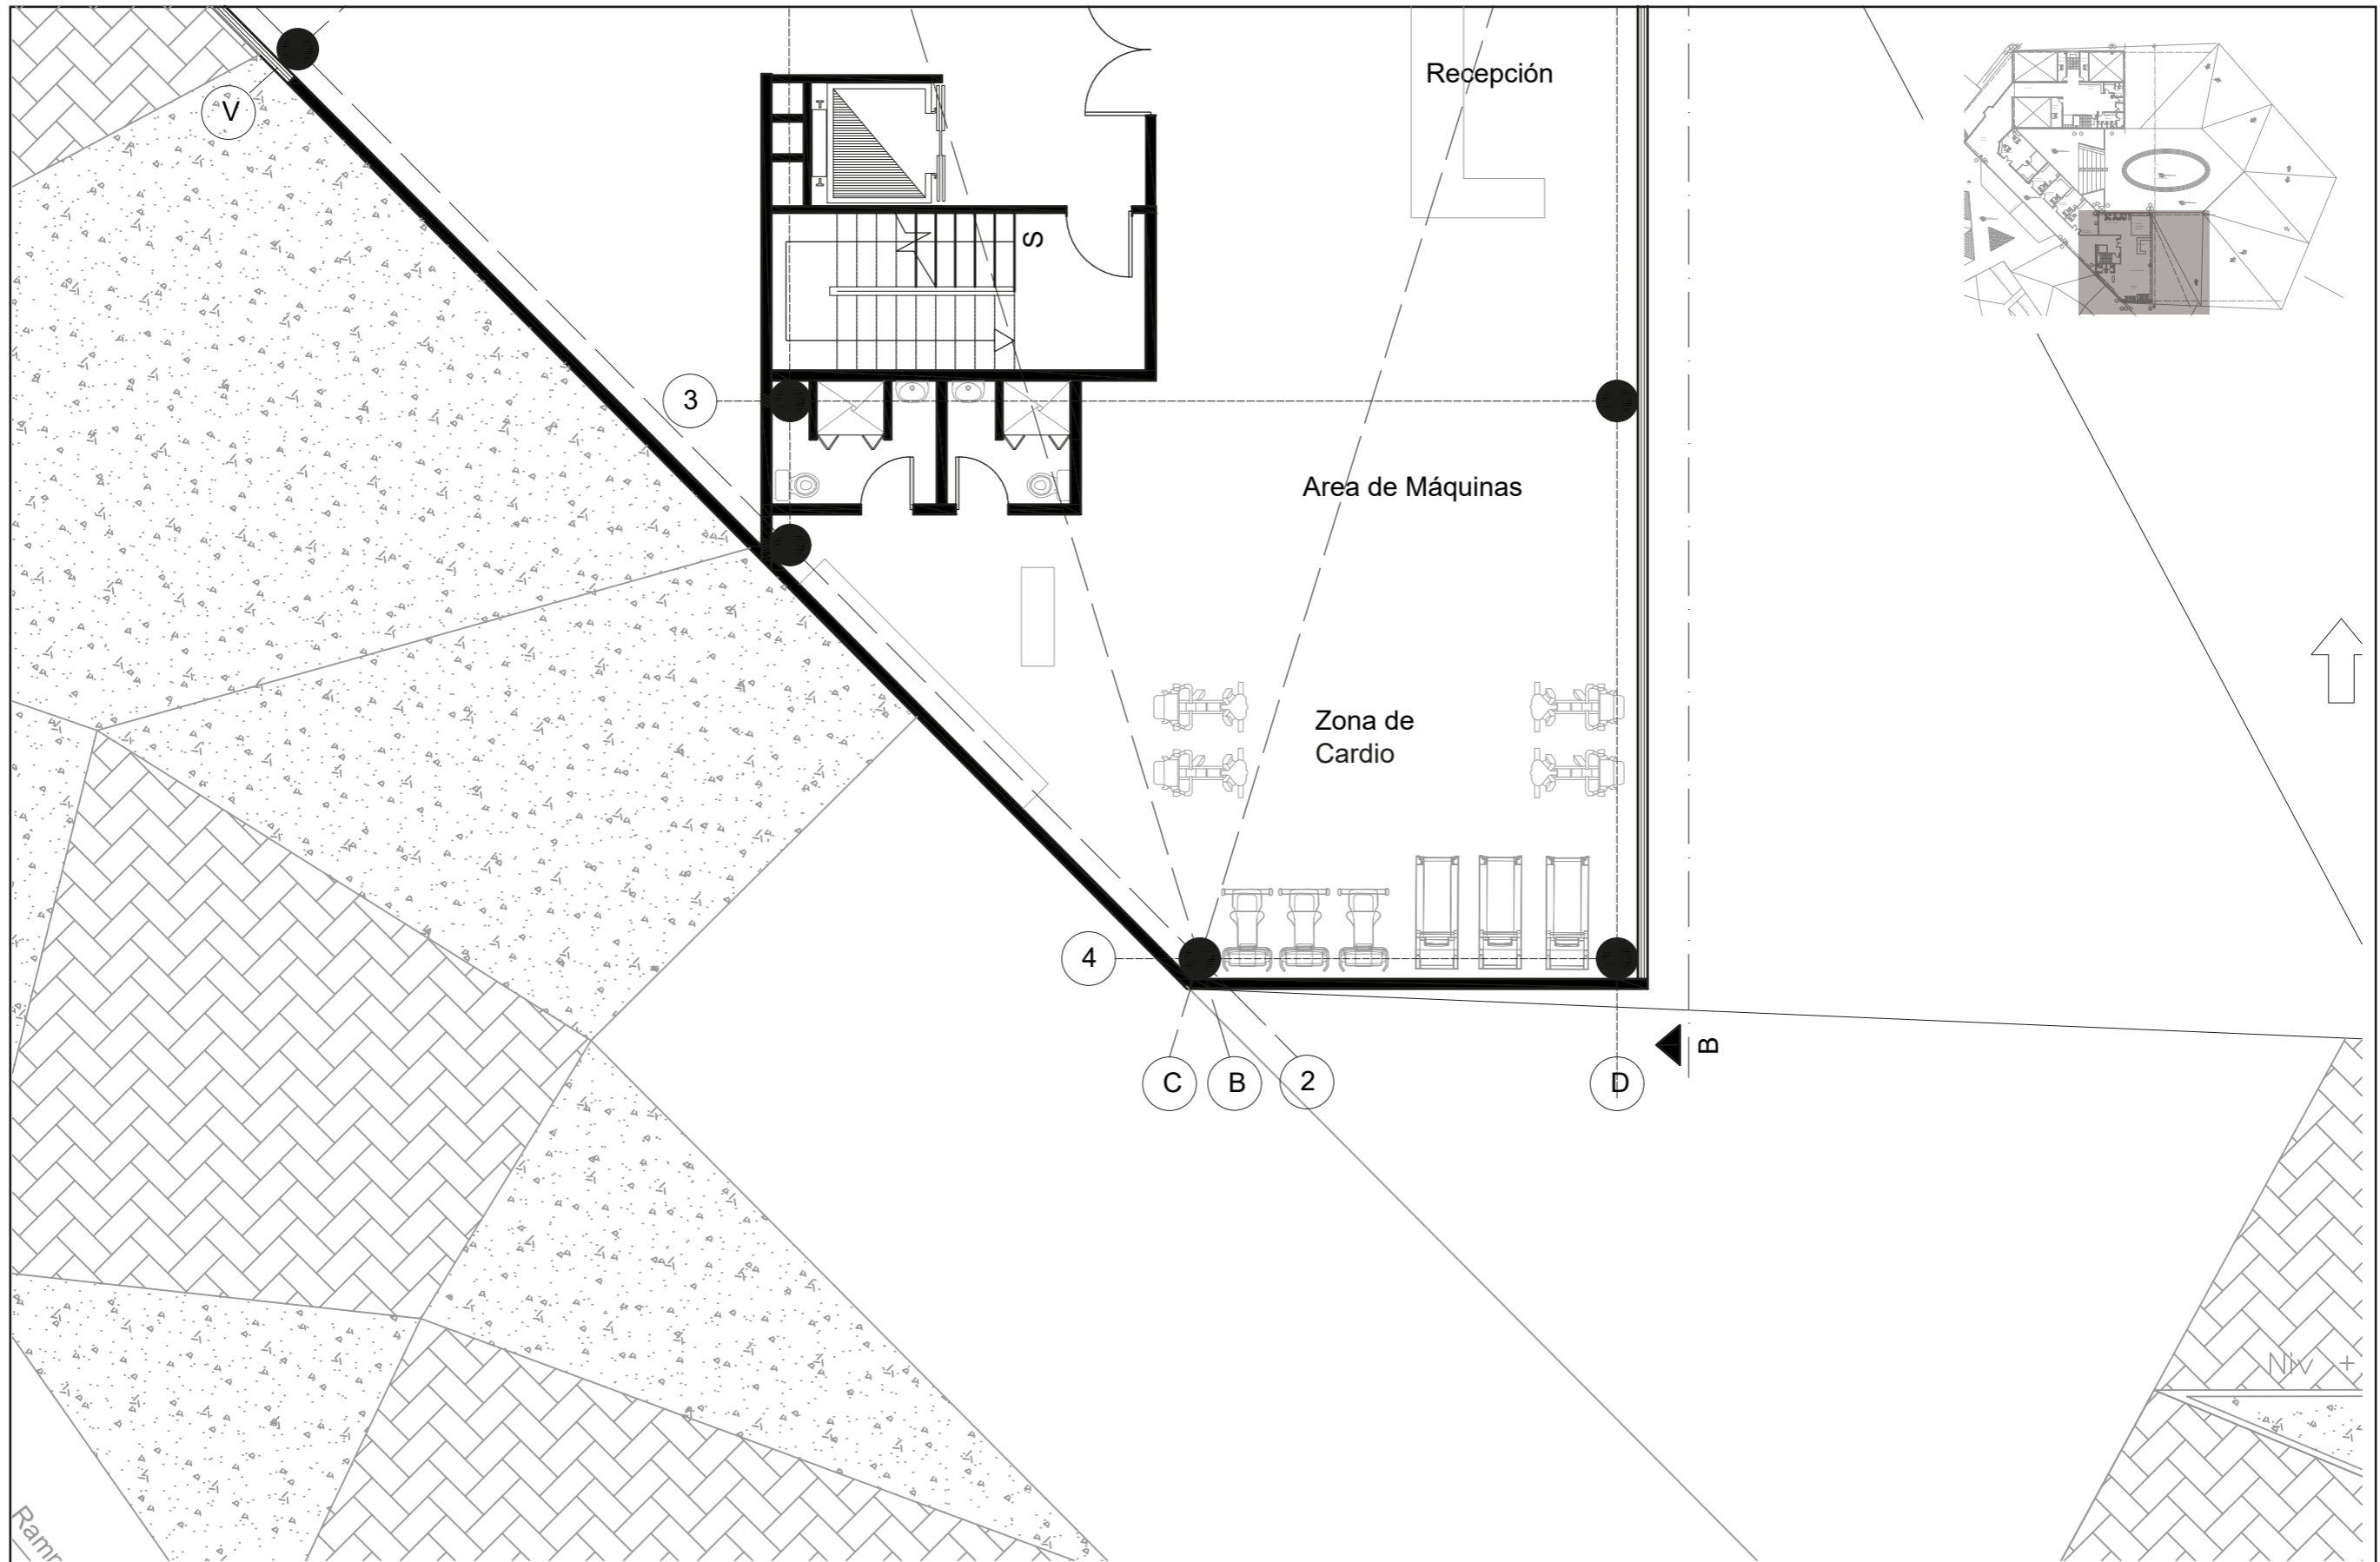 Recepción
V
S
3
Area de Máquinas
Zona de
Cardio
4
B
C
B
2
D
Niv +
Ramp